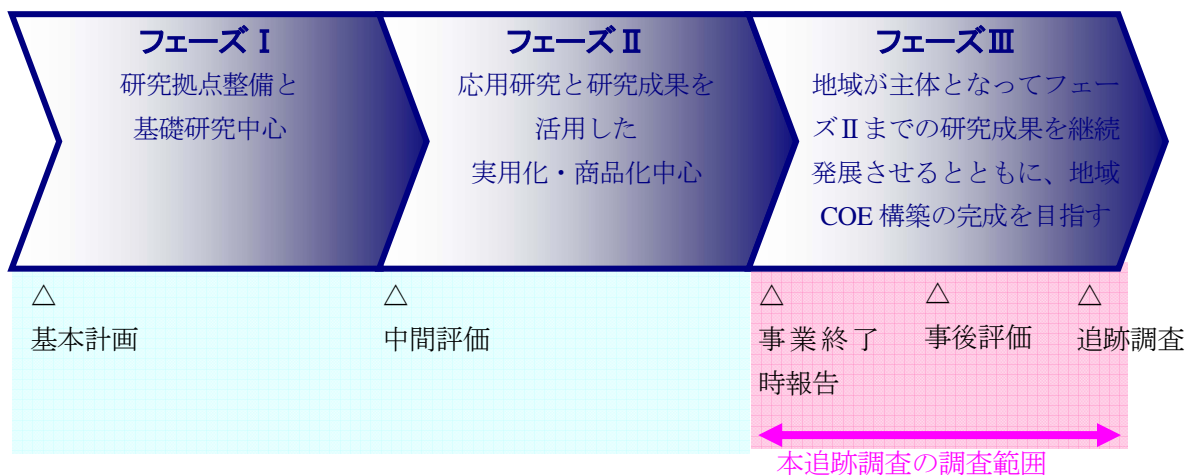 フェーズⅠ
研究拠点整備と
基礎研究中心
フェーズⅡ
応用研究と研究成果を
活用した
実用化・商品化中心
フェーズⅢ
地域が主体となってフェー
ズⅡまでの研究成果を継続
発展させるとともに、地域
COE 構築の完成を目指す
△
基本計画
△
中間評価
△
事業終了
時報告
△
事後評価
△
追跡調査
本追跡調査の調査範囲